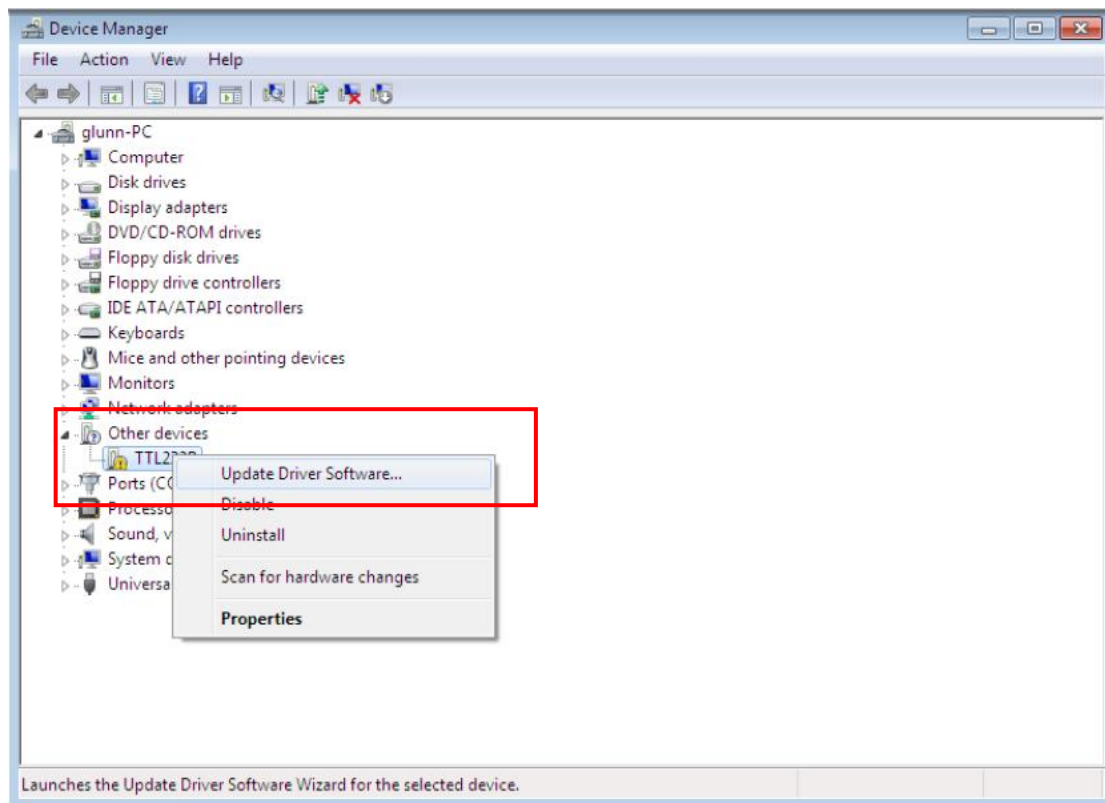 Device Manager
File Action View Help
glunn-PC
Computer
Disk drives
Display adapters
DVD/CD-ROM drives
Floppy disk drives
Floppy drive controllers
IDE ATA/ATAPI controllers
Keyboards
Mice and other pointing devices
Monitors
Network adapters
Other devices
Update Driver Software...
Ports
Disable
Uninstall
Sound,
System
Scan for hardware changes
Properties
Launches the Update Driver Software Wizard for the selected device.